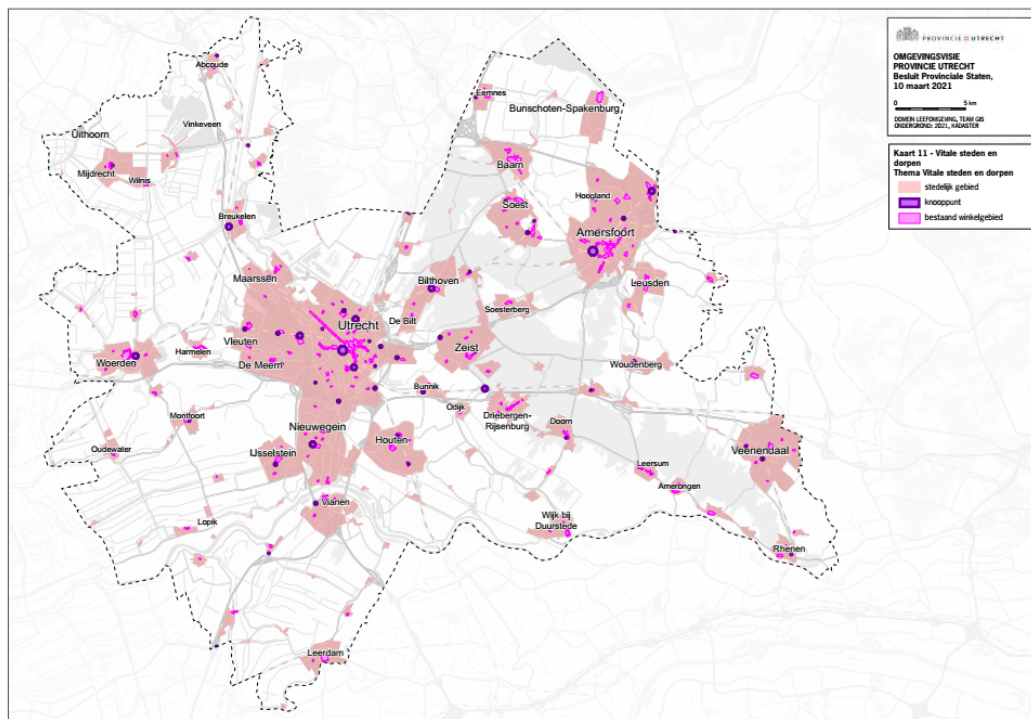 PROVINCIE UTRECHT
OMGEVINGSVISIE
PROVINCIE UTRECHT
Besluit Provinciale Staten,
10 maart 2021
0 5 km
DOMEIN LEEFOMGEVING, TEAM GIS
ONDERGROND: 2021, KADASTER
Kaart 11 - Vitale steden en
dorpen
Thema Vitale steden en dorpen
stedelijk gebied
knooppunt
bestaand winkelgebied
Abcoude
Eemnes
Bunschoten-Spakenburg
Vinkeveen
Uithoorn
Mijdrecht
Wilnis
Baarn
Hoogland
Soest
Breukelen
Amersfoort
Maarssen
Bilthoven
Leusden
Soesterberg
De Bilt
Utrecht
Vleuten
Zeist
Harmelen
Woerden
De Meern
Woudenberg
Bunnik
Odijk
Driebergen-
Rijsenburg
Montfoort
Doorn
Nieuwegein
Houten
Oudewater
IJsselstein
Veenendaal
Leersum
Amerongen
Vianen
Lopik
Wijk bij
Duurstede
Rhenen
Leerdam